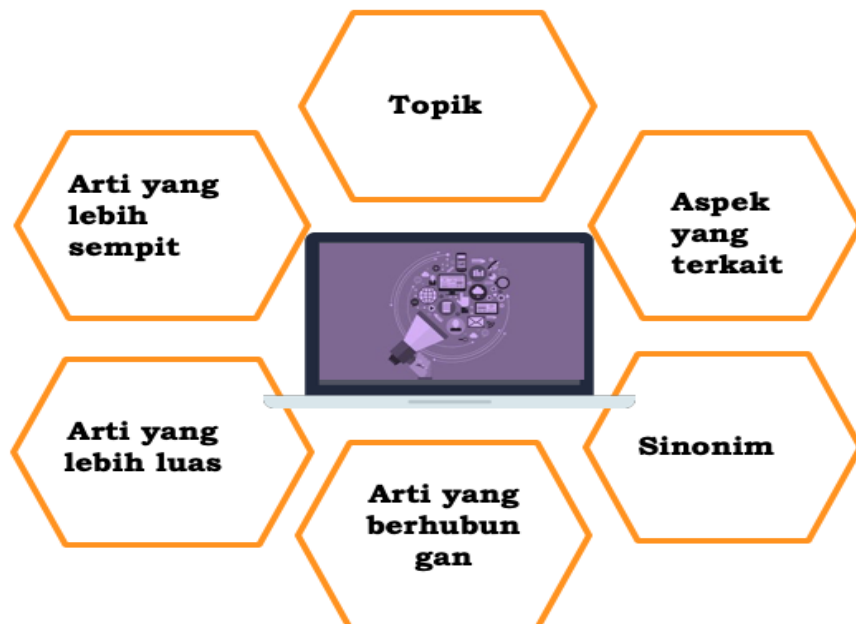 Topik
Arti yang
lebih
sempit
Aspek
yang
terkait
Arti yang
lebih luas
Sinonim
Arti yang
berhubun
gan